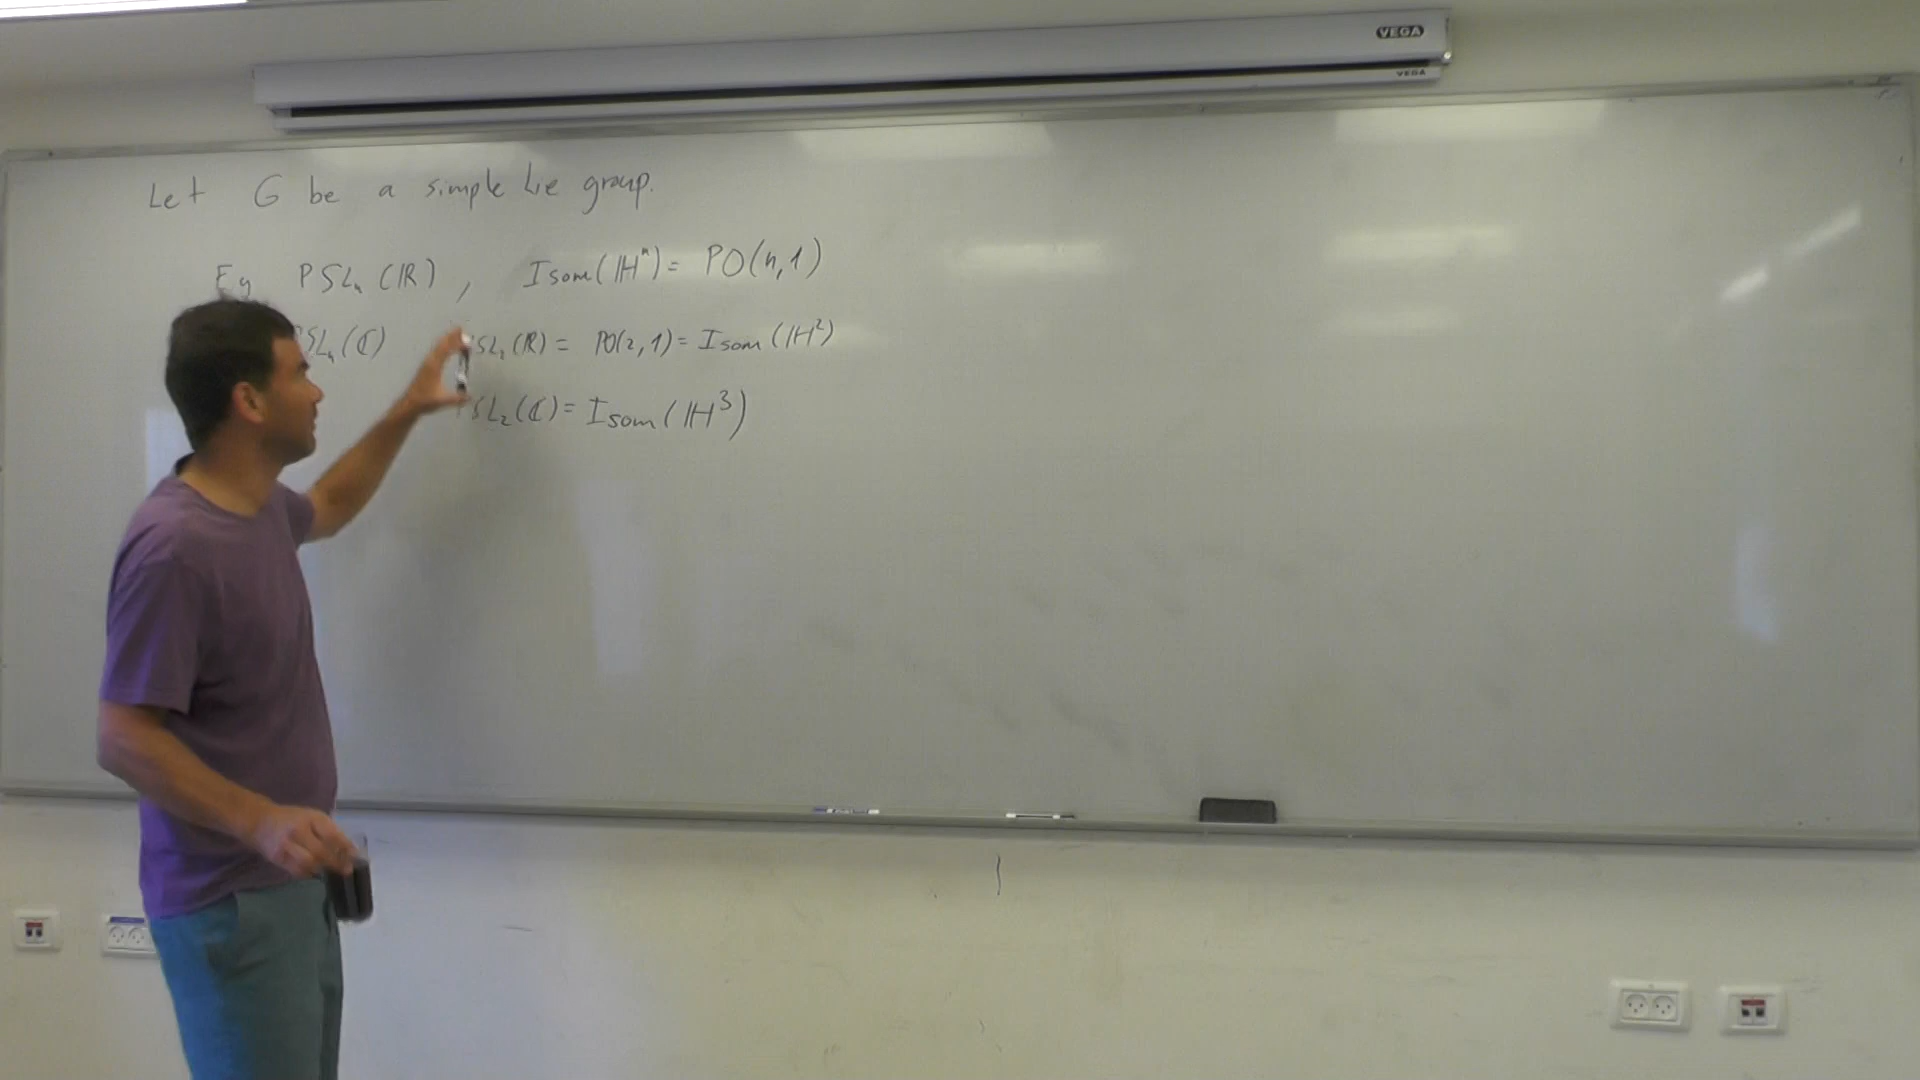 VEGA
VEGA
Let G be a simple Lie group.
Eg PSLₙ(ℝ), Isom(ℍⁿ) = PO(n,1)
SLₙ(ℂ) SL₂(ℝ) = PO(2,1) = Isom(ℍ²)
SL₂(ℂ) = Isom(ℍ³)